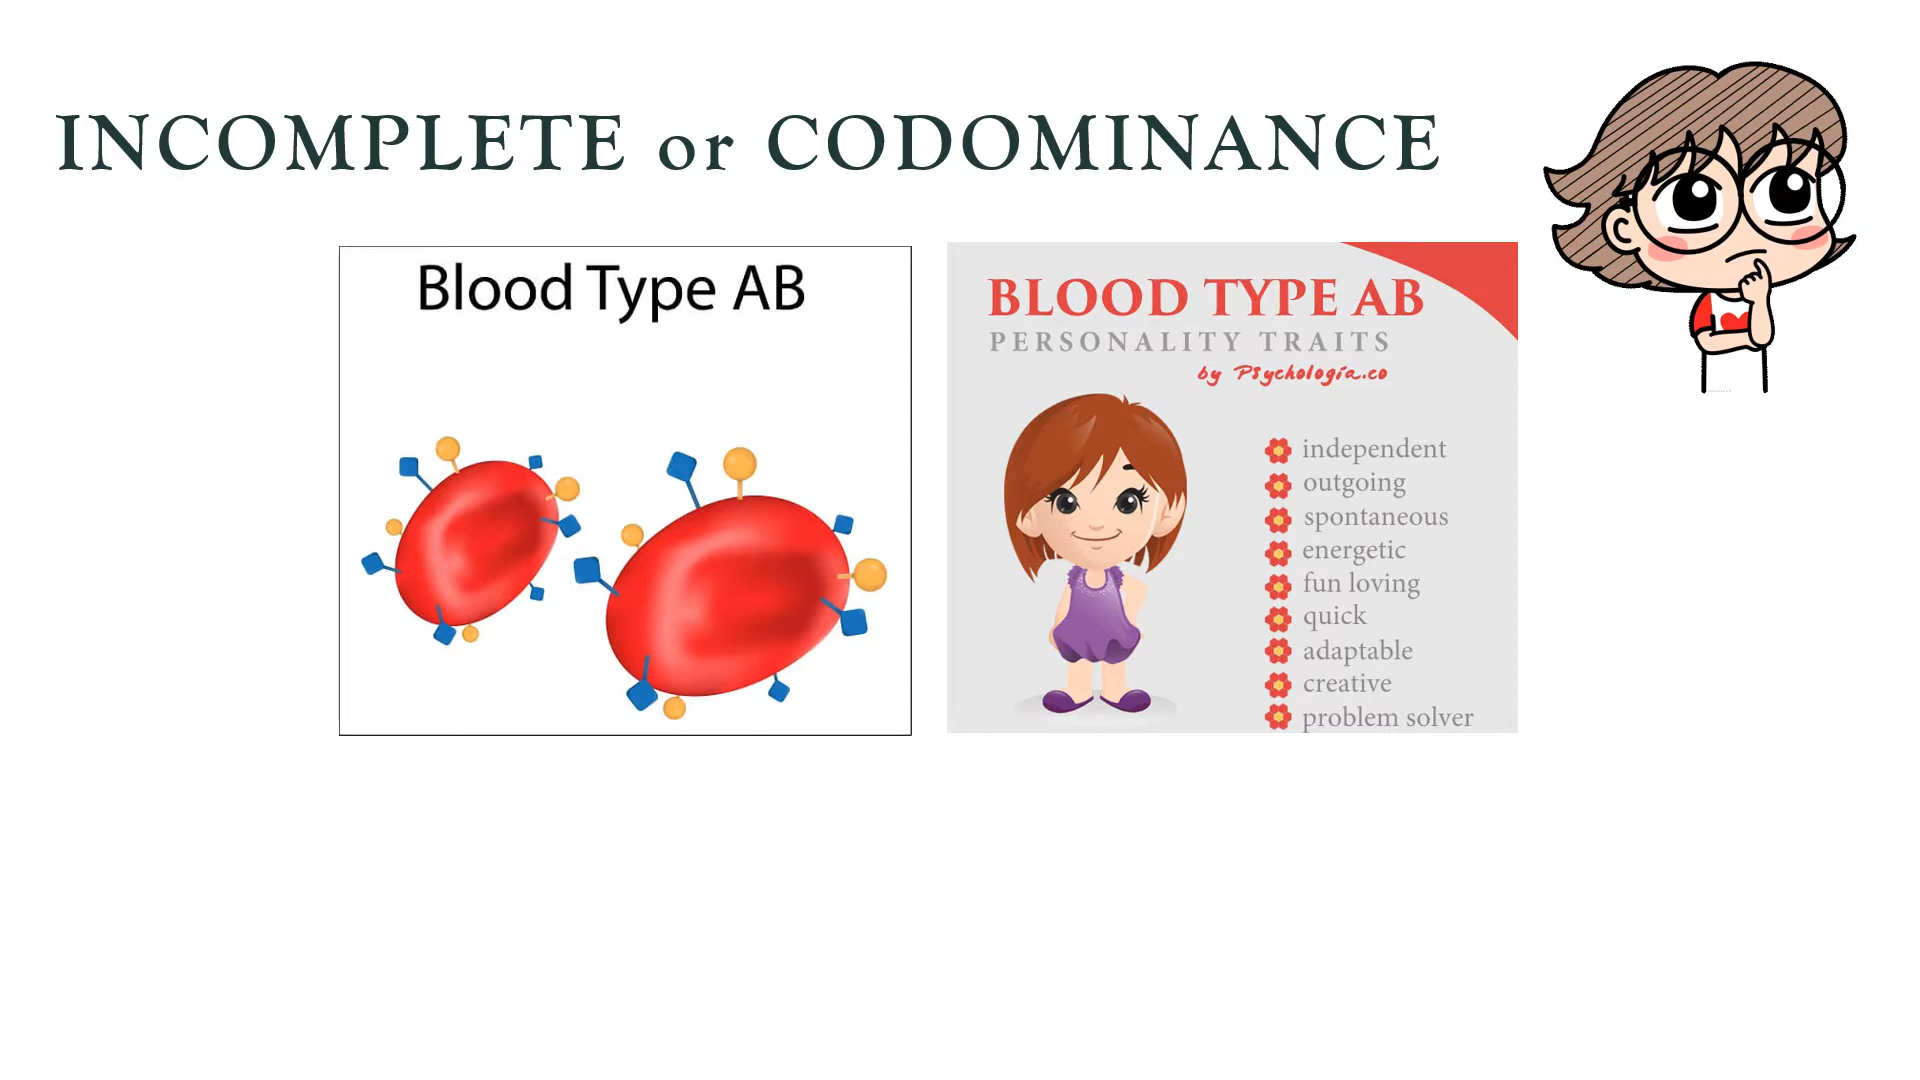 INCOMPLETE or CODOMINANCE
Blood Type AB
BLOOD TYPE AB
PERSONALITY TRAITS
by Psychologia.co
independent
outgoing
spontaneous
energetic
fun loving
quick
adaptable
creative
problem solver